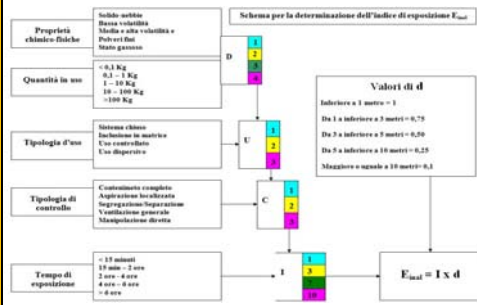 Schema per la determinazione dell'indice di esposizione E inal
Proprietà
chimico-fisiche
Solido-nebbie
Bassa volatilità
Media e alta volatilità e
Polveri fini
Stato gassoso
D
1
2
3
4
Quantità in uso
< 0,1 Kg
0,1 – 1 Kg
1 – 10 Kg
10 – 100 Kg
>100 Kg
Valori di d
Inferiore a 1 metro = 1
Da 1 a inferiore a 3 metri = 0,75
Da 3 a inferiore a 5 metri = 0,50
Da 5 a inferiore a 10 metri = 0,25
Maggiore o uguale a 10 metri= 0,1
Tipologia d'uso
Sistema chiuso
Inclusione in matrice
Uso controllato
Uso dispersivo
U
1
2
3
Tipologia di
controllo
Contenimeto completo
Aspirazione localizzata
Segregazione/Separazione
Ventilazione generale
Manipolazione diretta
C
1
2
3
Tempo di
esposizione
< 15 minuti
15 min – 2 ore
2 ore – 4 ore
4 ore – 6 ore
> 6 ore
I
1
3
7
10
E inal = I x d